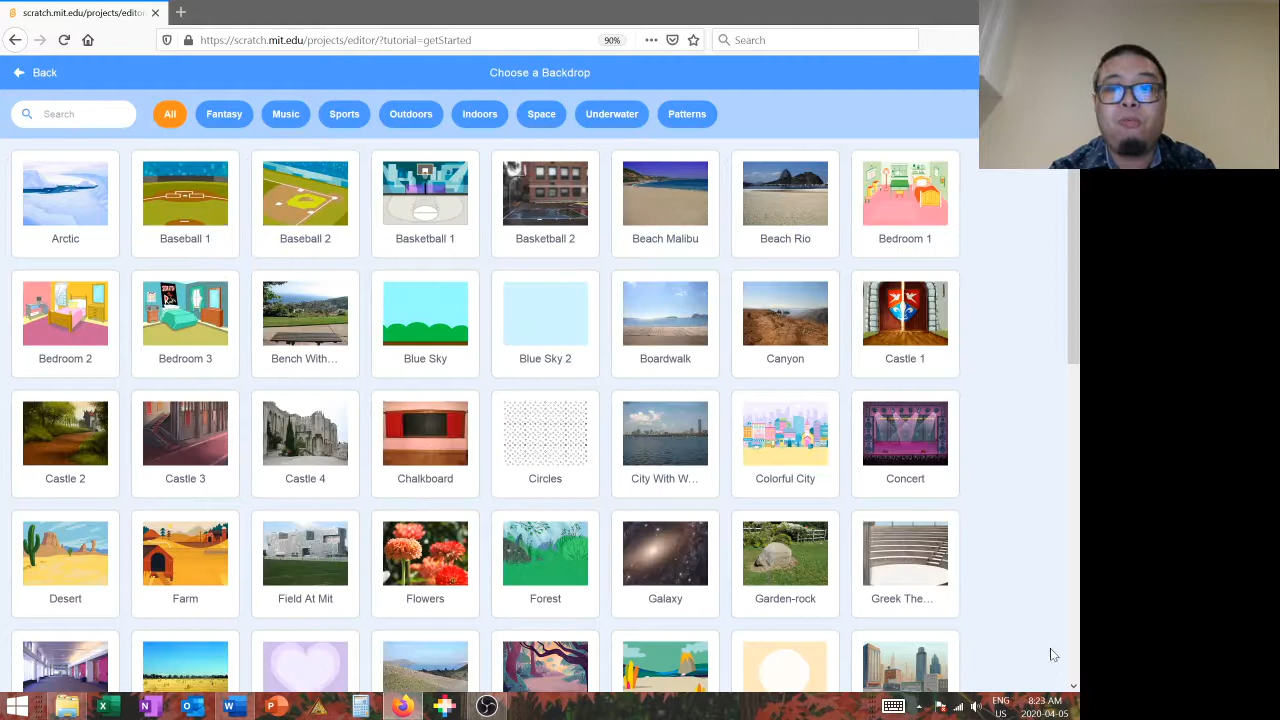 scratch.mit.edu/projects/editor
https://scratch.mit.edu/projects/editor/?tutorial=getStarted
90%
Search
Back
Choose a Backdrop
Search
All
Fantasy
Music
Sports
Outdoors
Indoors
Space
Underwater
Patterns
Arctic
Baseball 1
Baseball 2
Basketball 1
Basketball 2
Beach Malibu
Beach Rio
Bedroom 1
Bedroom 2
Bedroom 3
Bench With...
Blue Sky
Blue Sky 2
Boardwalk
Canyon
Castle 1
Castle 2
Castle 3
Castle 4
Chalkboard
Circles
City With W...
Colorful City
Concert
Desert
Farm
Field At Mit
Flowers
Forest
Galaxy
Garden-rock
Greek The...
ENG
US
8:23 AM
2020-04-05